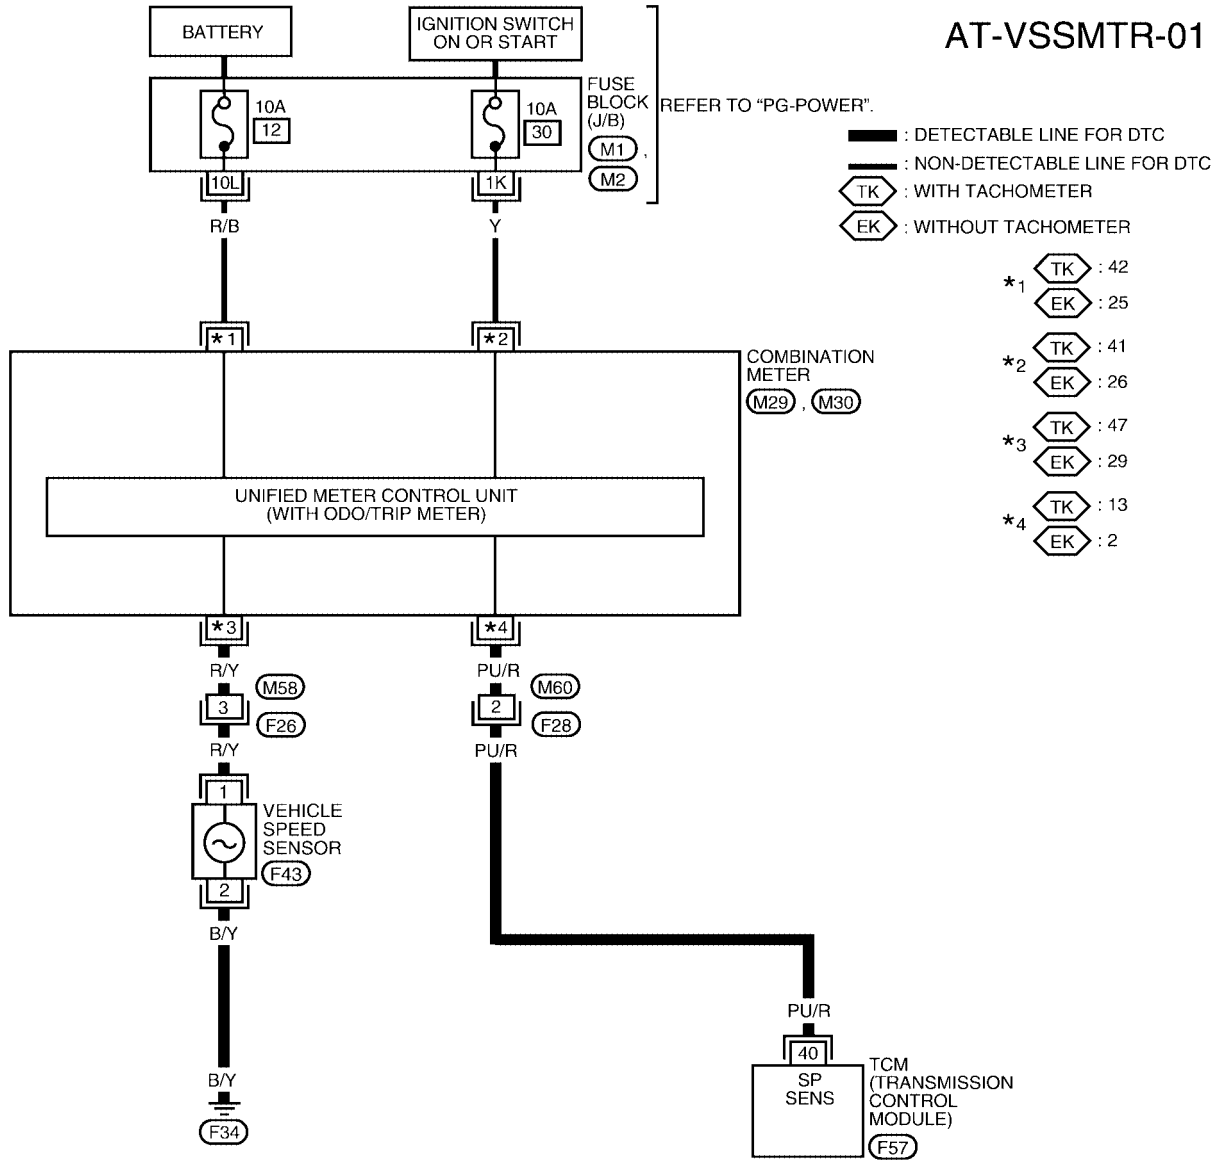 AT-VSSMTR-01
BATTERY
IGNITION SWITCH
ON OR START
10A
12
10A
30
FUSE
BLOCK
(J/B)
M1 ,
M2
REFER TO "PG-POWER".
: DETECTABLE LINE FOR DTC
: NON-DETECTABLE LINE FOR DTC
TK : WITH TACHOMETER
EK : WITHOUT TACHOMETER
10L
1K
R/B
Y
*1 TK : 42
EK : 25
*2 TK : 41
EK : 26
*3 TK : 47
EK : 29
*4 TK : 13
EK : 2
*1
*2
COMBINATION
METER
M29 , M30
UNIFIED METER CONTROL UNIT
(WITH ODO/TRIP METER)
*3
*4
R/Y
PU/R
M58
M60
3
2
F26
F28
R/Y
PU/R
1
VEHICLE
SPEED
SENSOR
F43
2
B/Y
B/Y
F34
PU/R
40
SP
SENS
TCM
(TRANSMISSION
CONTROL
MODULE)
F57